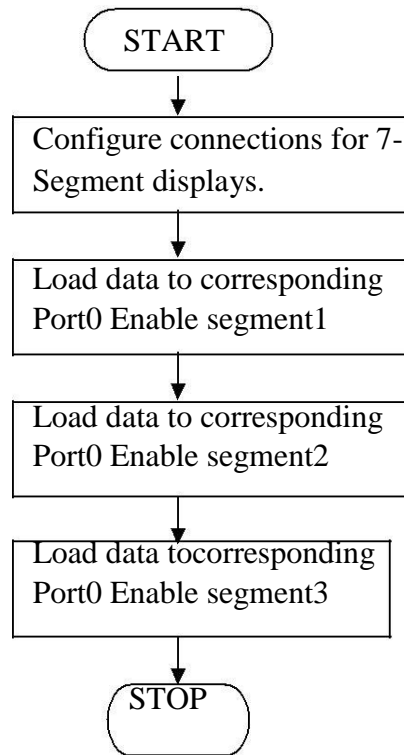 START
Configure connections for 7-
Segment displays.
Load data to corresponding
Port0 Enable segment1
Load data to corresponding
Port0 Enable segment2
Load data tocorresponding
Port0 Enable segment3
STOP